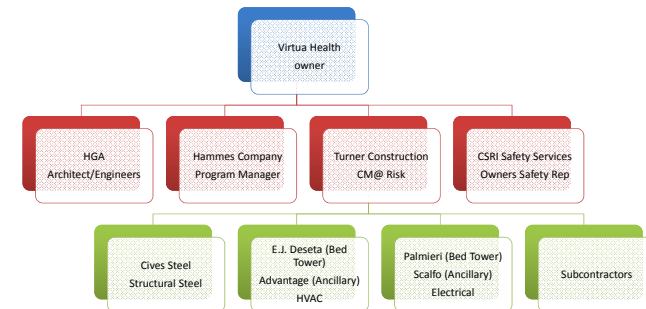 Virtua Health
owner
HGA
Architect/Engineers
Hammes Company
Program Manager
Turner Construction
CM@ Risk
CSRI Safety Services
Owners Safety Rep
Cives Steel
Structural Steel
E.J. Deseta (Bed
Tower)
Advantage (Ancillary)
HVAC
Palmieri (Bed Tower)
Scalfo (Ancillary)
Electrical
Subcontractors